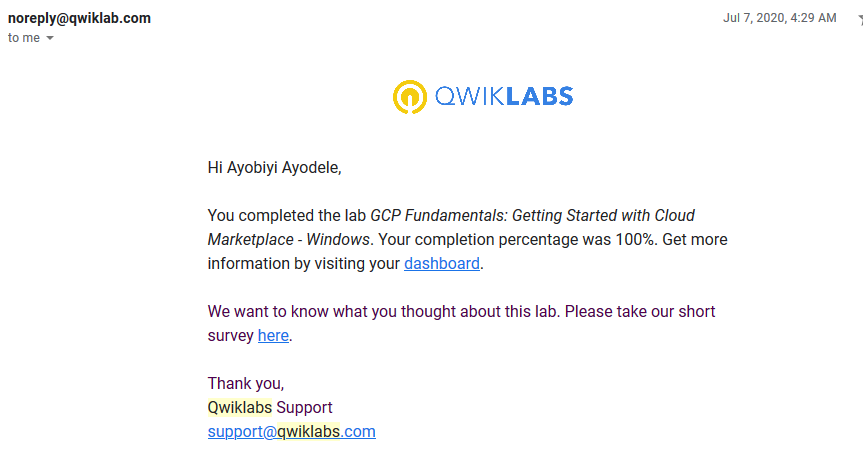 noreply@qwiklab.com
Jul 7, 2020, 4:29 AM
to me
QWIKLABS
Hi Ayobiyi Ayodele,
You completed the lab GCP Fundamentals: Getting Started with Cloud
Marketplace - Windows. Your completion percentage was 100%. Get more
information by visiting your dashboard.
We want to know what you thought about this lab. Please take our short
survey here.
Thank you,
Qwiklabs Support
support@qwiklabs.com